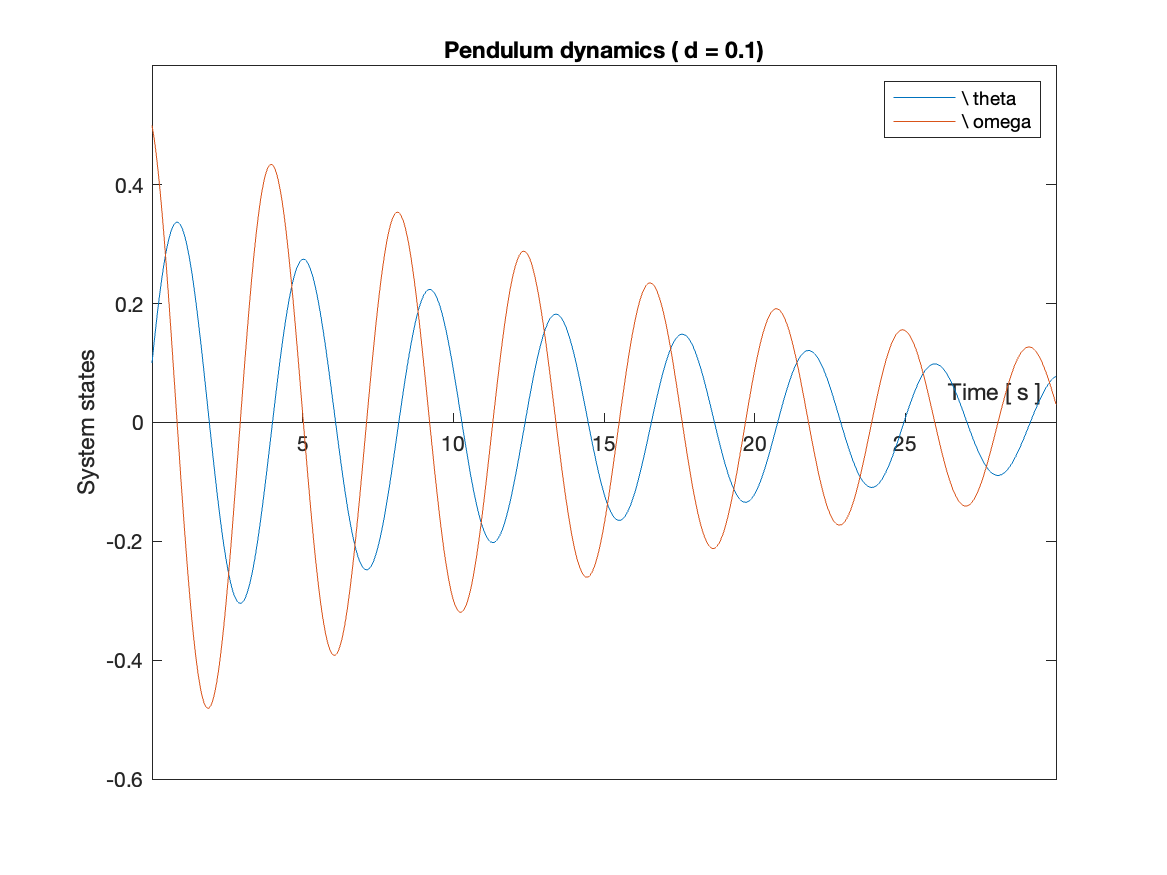 Pendulum dynamics ( d = 0.1)
\ theta
\ omega
0.4
0.2
0
-0.2
-0.4
-0.6
System states
5 10 15 20 25
Time [ s ]